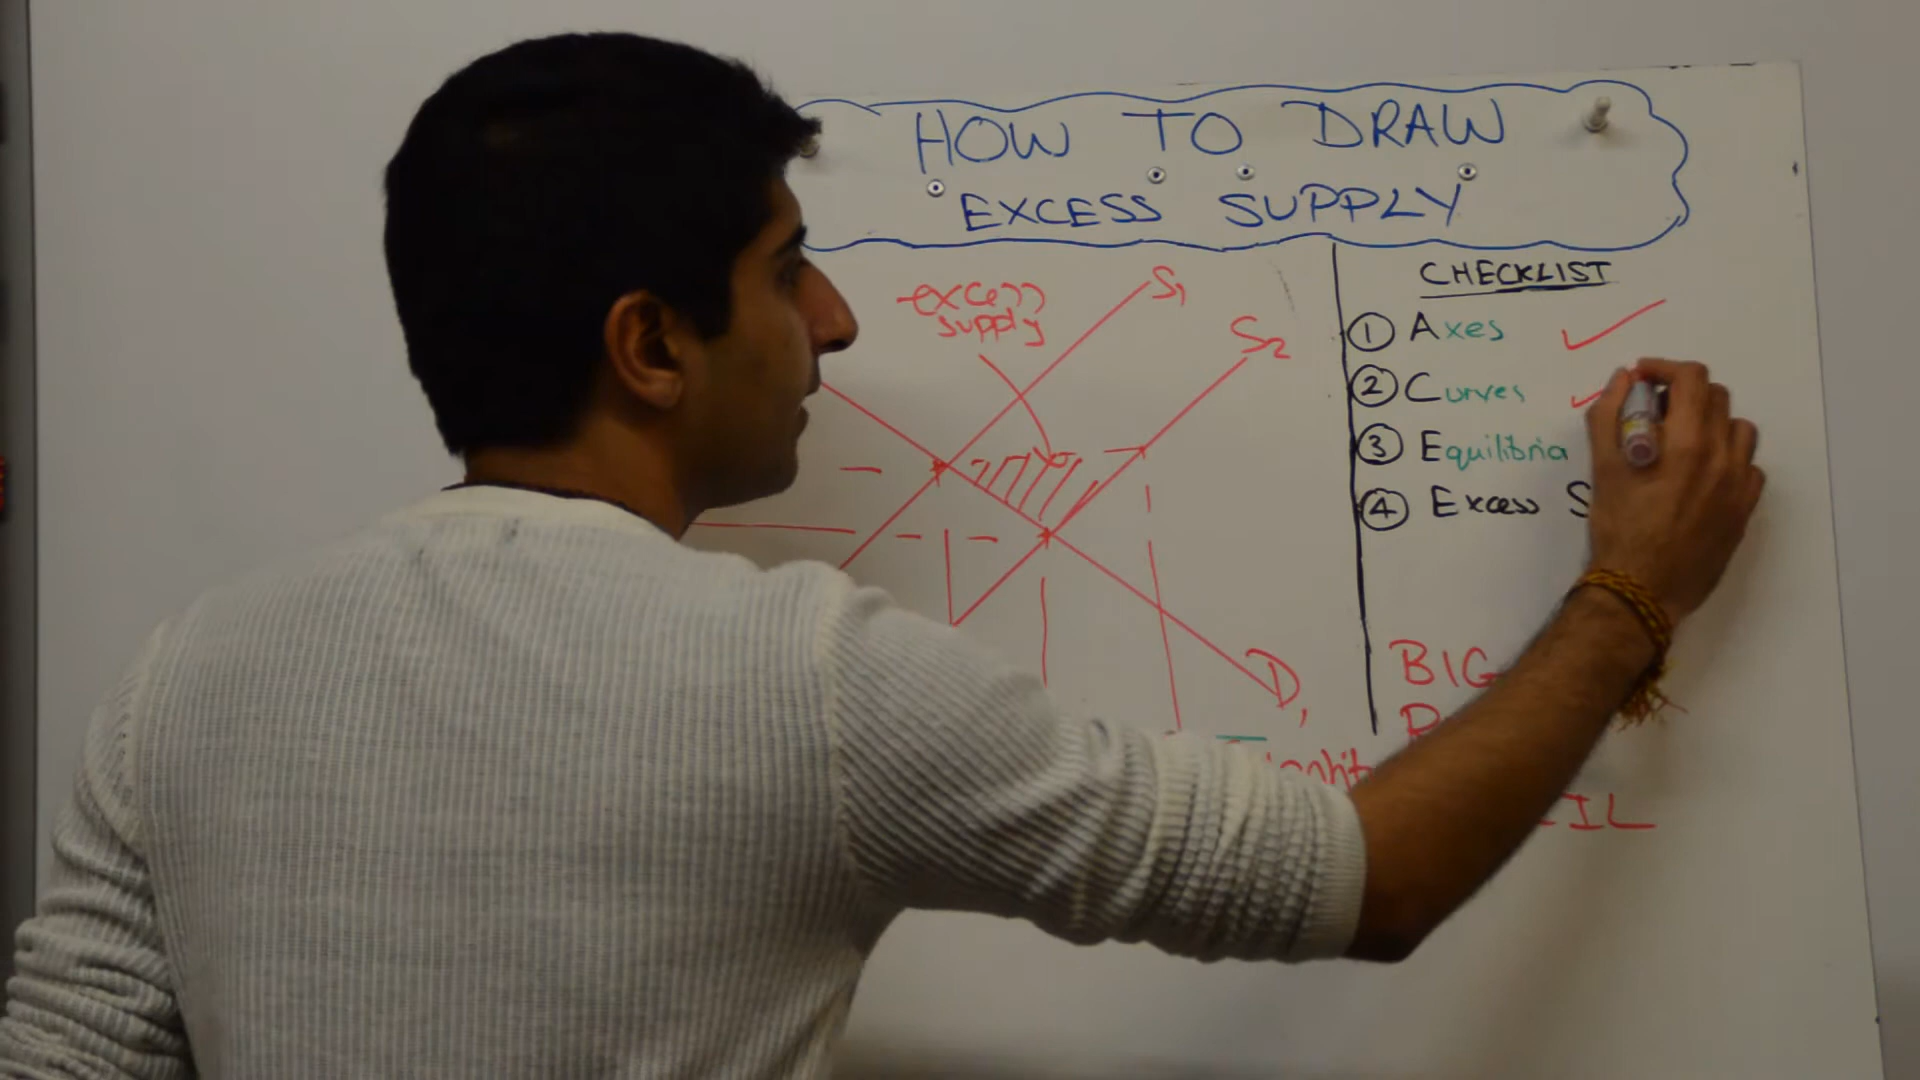 HOW TO DRAW
EXCESS SUPPLY
excess
supply
S1
S2
D1
CHECKLIST
1 Axes
2 Curves
3 Equilibria
4 Excess S
BIG